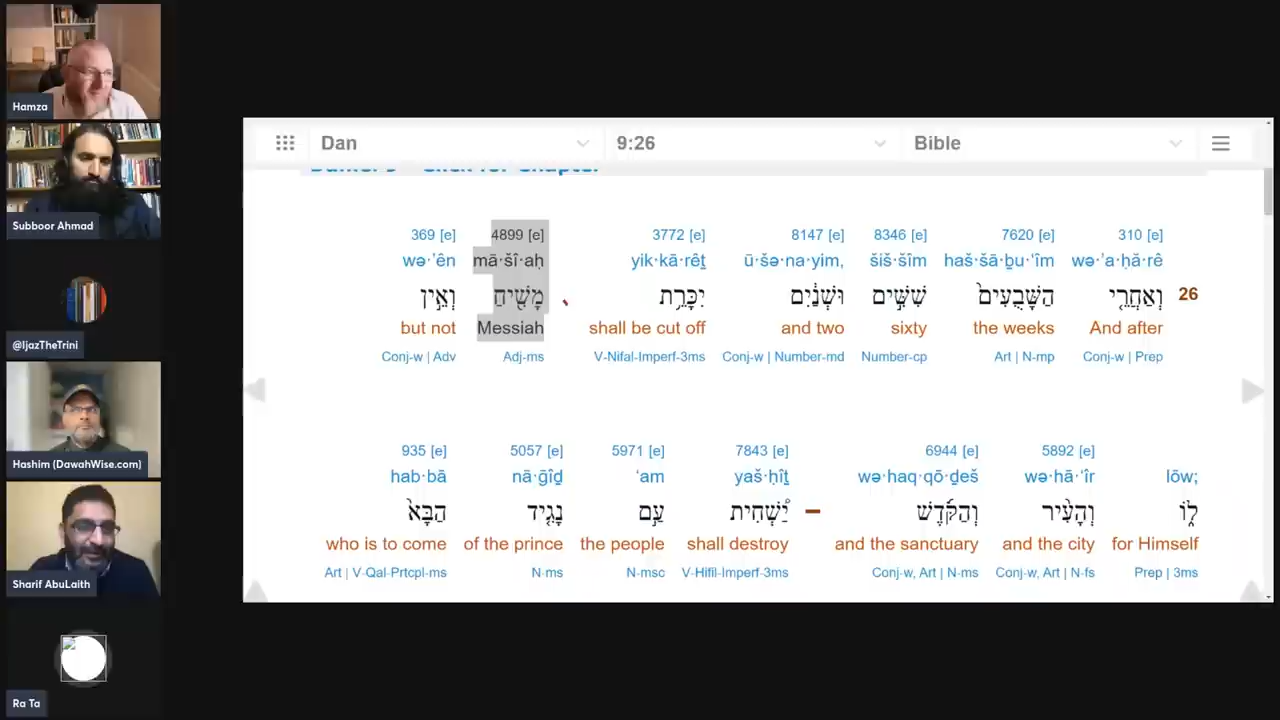 Hamza
Subboor Ahmad
@IjazTheTrini
Hashim (DawahWise.com)
Sharif AbuLaith
Ra Ta
Dan 9:26 Bible
369 [e] 4899 [e] 3772 [e] 8147 [e] 8346 [e] 7620 [e] 310 [e]
wə·’ên mā·šî·aḥ yik·kā·rêṯ ū·šə·na·yim, šiš·šîm haš·šā·ḇu·‘îm wə·’a·ḥă·rê
26 וְאַחֲרֵ֤י הַשָּׁבֻעִים֙ שִׁשִּׁ֣ים וּשְׁנַ֔יִם יִכָּרֵ֥ת מָשִׁ֖יחַ וְאֵ֣ין
but not Messiah shall be cut off and two sixty the weeks And after
Conj-w | Adv Adj-ms V-Nifal-Imperf-3ms Conj-w | Number-md Number-cp Art | N-mp Conj-w | Prep
935 [e] 5057 [e] 5971 [e] 7843 [e] 6944 [e] 5892 [e]
hab·bā nā·ḡîḏ ‘am yaš·ḥîṯ wə·haq·qō·ḏeš wə·hā·‘îr lōw;
ל֑וֹ וְהָעִ֨יר וְהַקֹּ֜דֶשׁ – יַ֠שְׁחִית עַ֣ם נָגִ֤יד הַבָּא֙
who is to come of the prince the people shall destroy and the sanctuary and the city for Himself
Art | V-Qal-Prtcpl-ms N-ms N-msc V-Hifil-Imperf-3ms Conj-w, Art | N-ms Conj-w, Art | N-fs Prep | 3ms